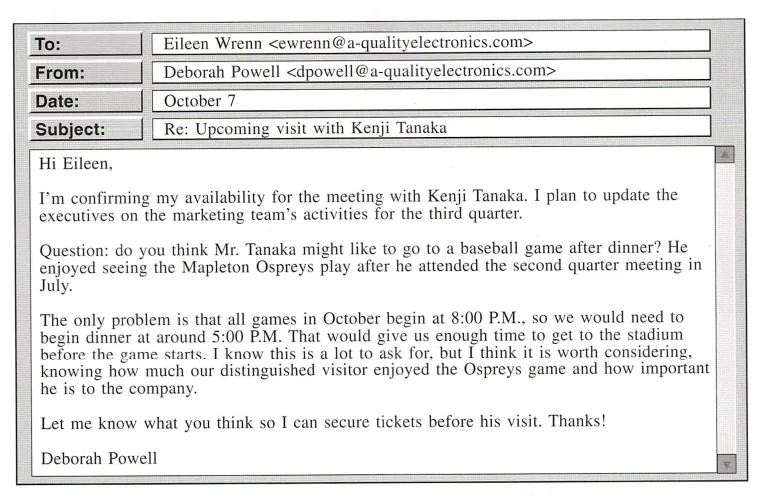 To: Eileen Wrenn <ewrenn@a-qualityelectronics.com>
From: Deborah Powell <dpowell@a-qualityelectronics.com>
Date: October 7
Subject: Re: Upcoming visit with Kenji Tanaka
Hi Eileen,
I'm confirming my availability for the meeting with Kenji Tanaka. I plan to update the
executives on the marketing team's activities for the third quarter.
Question: do you think Mr. Tanaka might like to go to a baseball game after dinner? He
enjoyed seeing the Mapleton Ospreys play after he attended the second quarter meeting in
July.
The only problem is that all games in October begin at 8:00 P.M., so we would need to
begin dinner at around 5:00 P.M. That would give us enough time to get to the stadium
before the game starts. I know this is a lot to ask for, but I think it is worth considering,
knowing how much our distinguished visitor enjoyed the Ospreys game and how important
he is to the company.
Let me know what you think so I can secure tickets before his visit. Thanks!
Deborah Powell